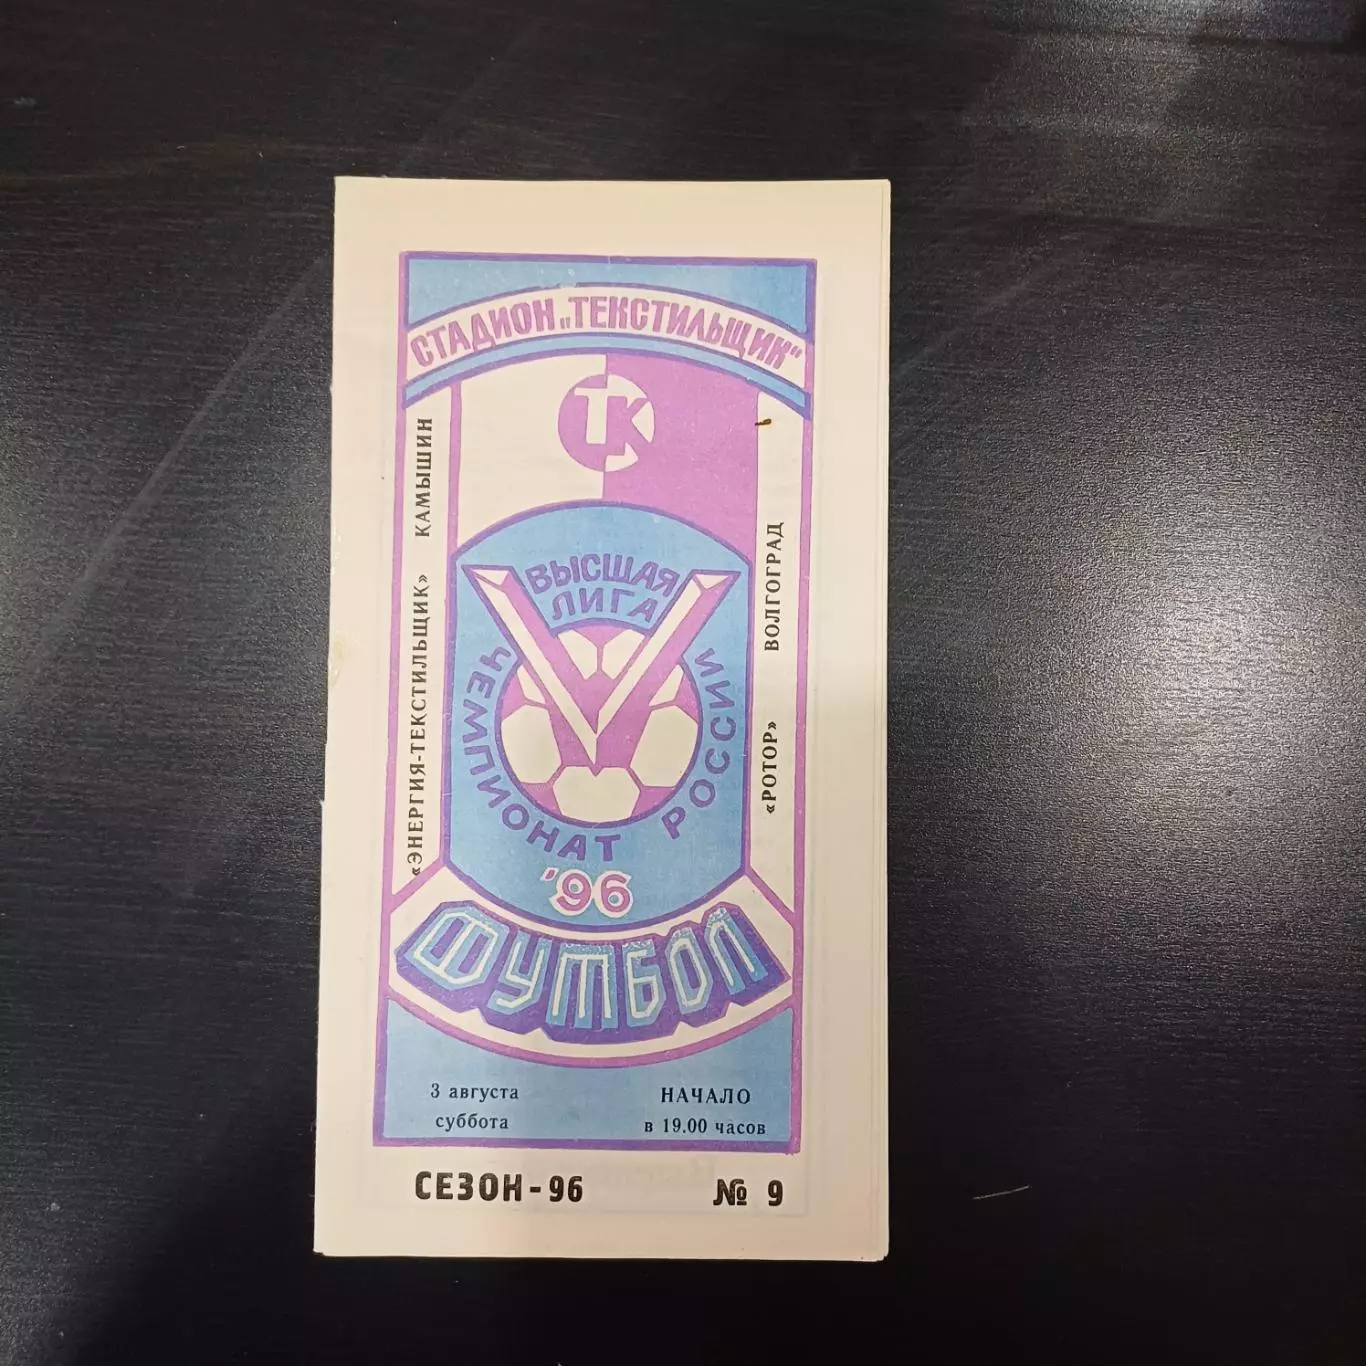 СТАДИОН „ТЕКСТИЛЬЩИК"
ТК
«ЭНЕРГИЯ-ТЕКСТИЛЬЩИК» КАМЫШИН
«РОТОР» ВОЛГОГРАД
ВЫСШАЯ
ЛИГА
ЧЕМПИОНАТ РОССИИ
'96
ФУТБОЛ
3 августа
суббота
НАЧАЛО
в 19.00 часов
СЕЗОН-96 № 9